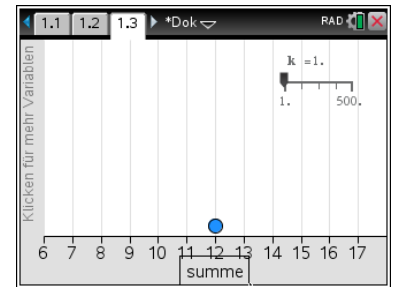 1.1 1.2 1.3 *Dok RAD
Klicken für mehr Variablen
k =1.
1. 500.
6 7 8 9 10 11 12 13 14 15 16 17
summe